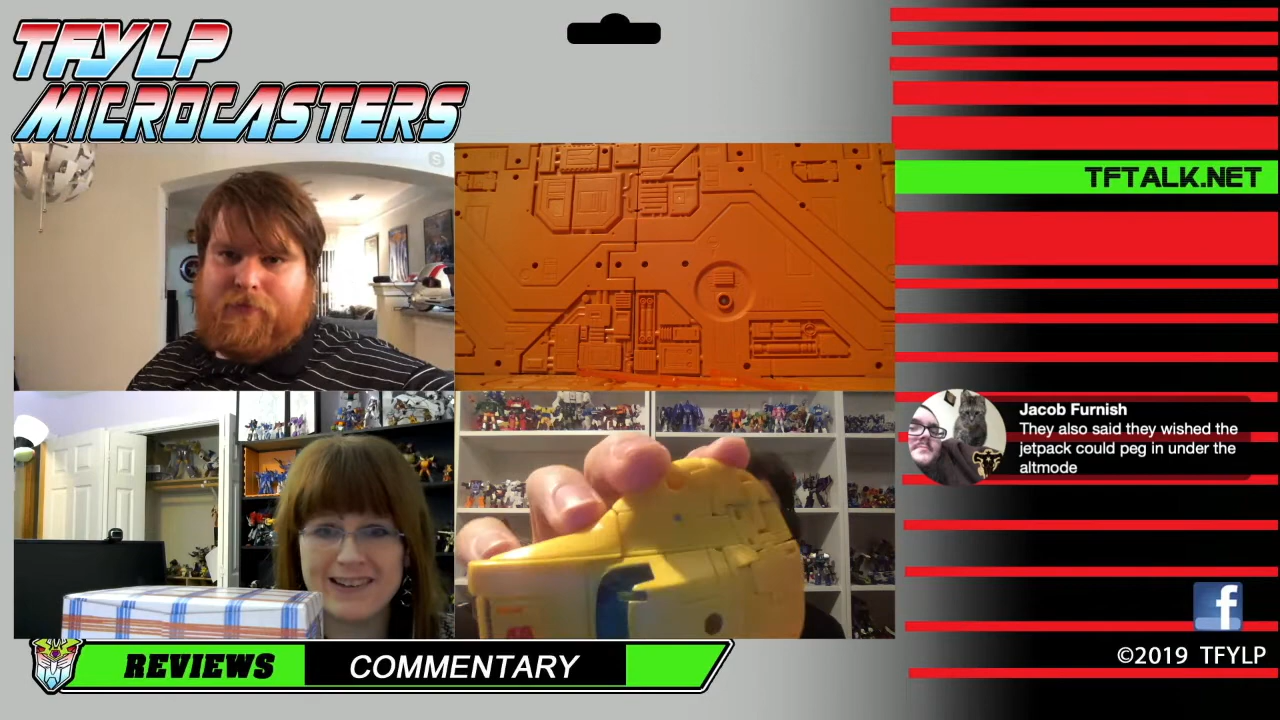 TFYLP
MICROCASTERS
TFTALK.NET
Jacob Furnish
They also said they wished the
jetpack could peg in under the
altmode
REVIEWS
COMMENTARY
©2019 TFYLP